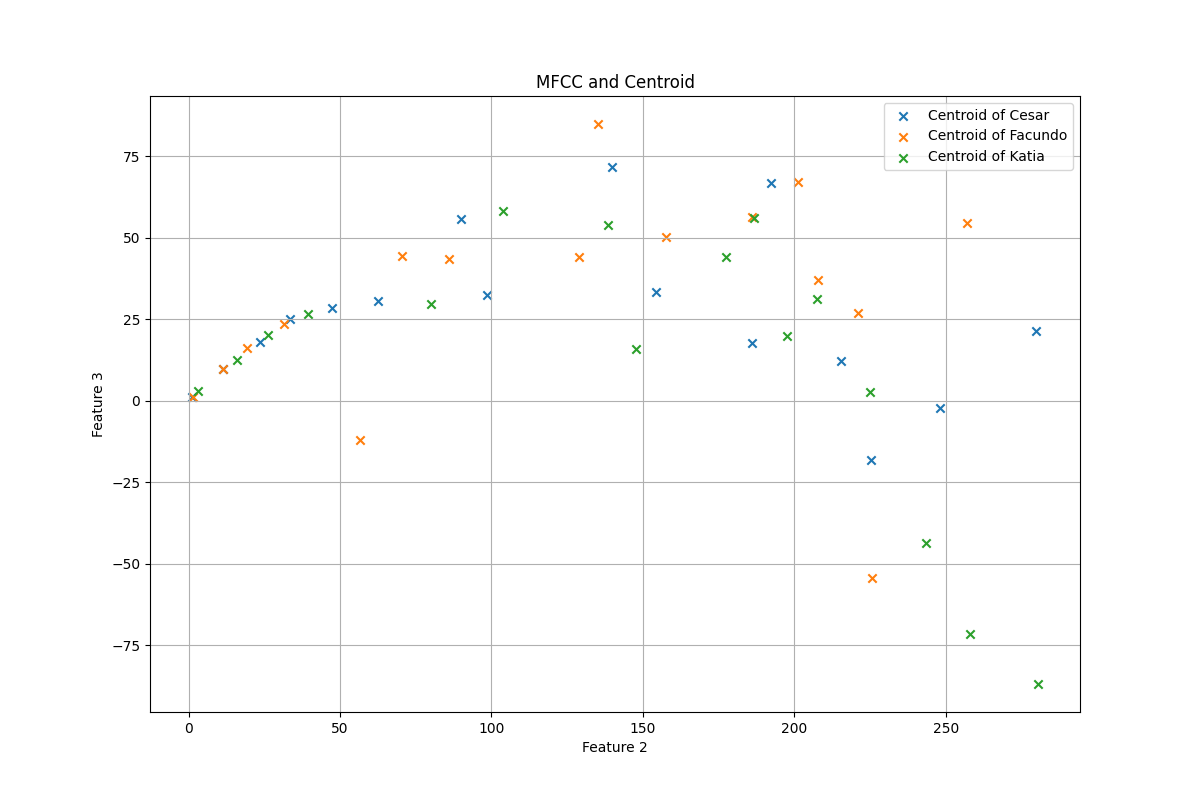 MFCC and Centroid
Centroid of Cesar
Centroid of Facundo
Centroid of Katia
75
50
25
0
−25
−50
−75
Feature 3
0 50 100 150 200 250
Feature 2